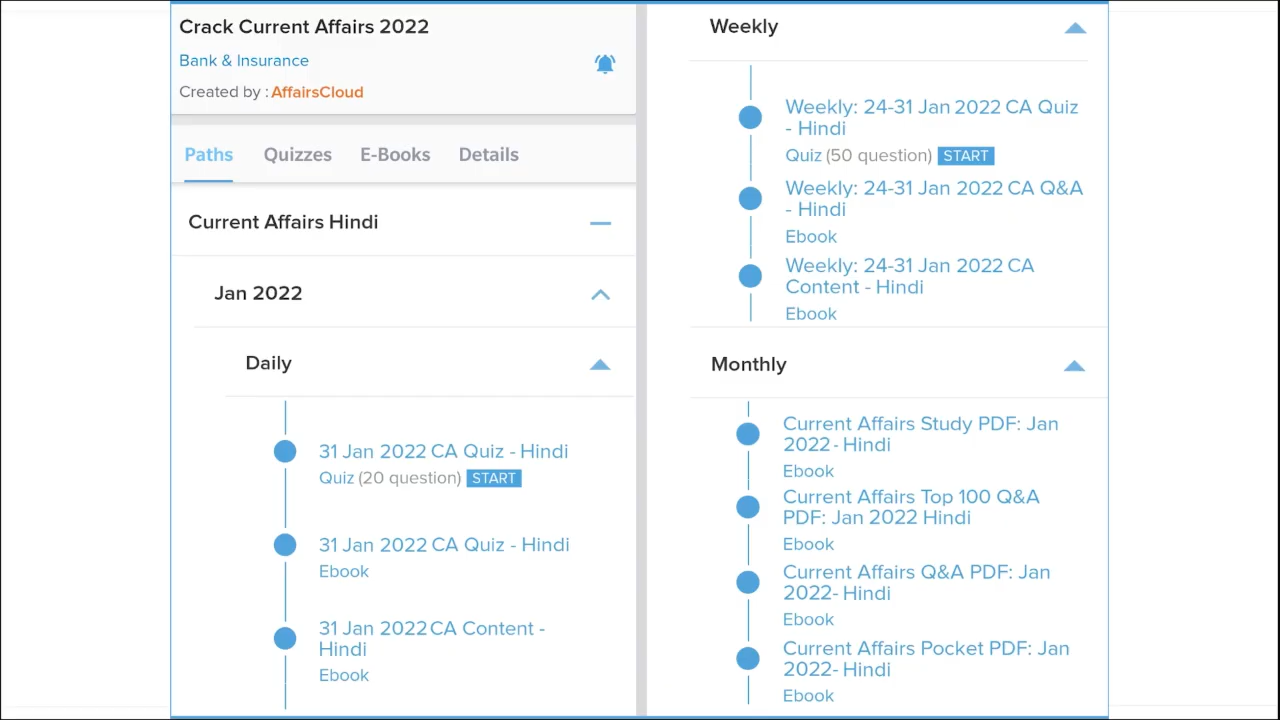 Crack Current Affairs 2022
Bank & Insurance
Created by : AffairsCloud
Paths Quizzes E-Books Details
Current Affairs Hindi
Jan 2022
Daily
31 Jan 2022 CA Quiz - Hindi
Quiz (20 question) START
31 Jan 2022 CA Quiz - Hindi
Ebook
31 Jan 2022 CA Content -
Hindi
Ebook
Weekly
Weekly: 24-31 Jan 2022 CA Quiz
- Hindi
Quiz (50 question) START
Weekly: 24-31 Jan 2022 CA Q&A
- Hindi
Ebook
Weekly: 24-31 Jan 2022 CA
Content - Hindi
Ebook
Monthly
Current Affairs Study PDF: Jan
2022 - Hindi
Ebook
Current Affairs Top 100 Q&A
PDF: Jan 2022 Hindi
Ebook
Current Affairs Q&A PDF: Jan
2022- Hindi
Ebook
Current Affairs Pocket PDF: Jan
2022- Hindi
Ebook